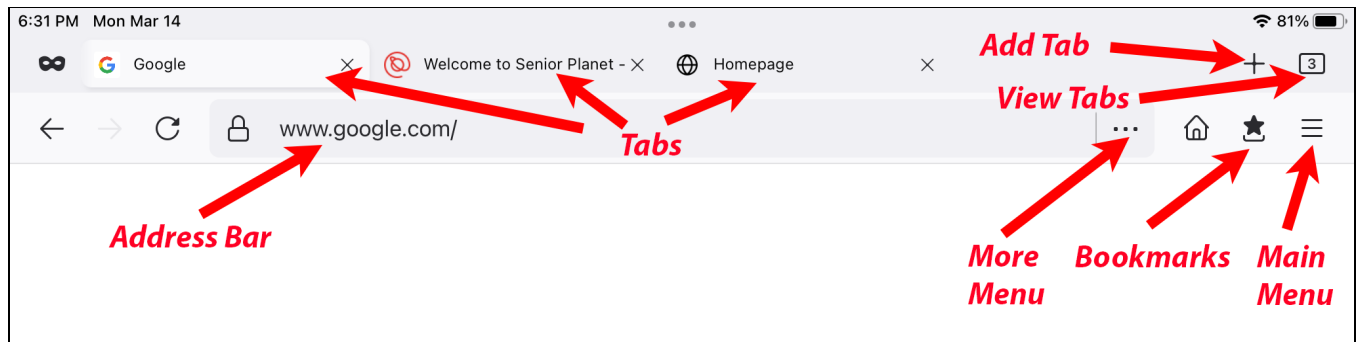 6:31 PM Mon Mar 14 81%
Add Tab
Google Welcome to Senior Planet - Homepage 3
View Tabs
www.google.com/
Tabs
Address Bar
More Menu
Bookmarks
Main Menu